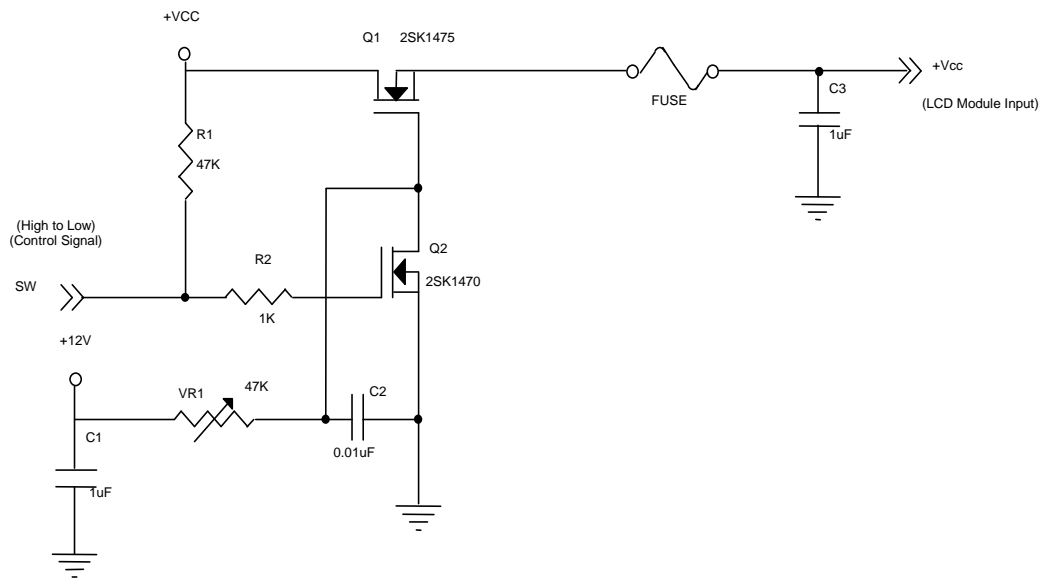 +VCC
Q1 2SK1475
+Vcc
FUSE
C3
(LCD Module Input)
R1
1uF
47K
(High to Low)
(Control Signal)
Q2
R2
2SK1470
SW
1K
+12V
VR1
47K
C2
C1
0.01uF
1uF